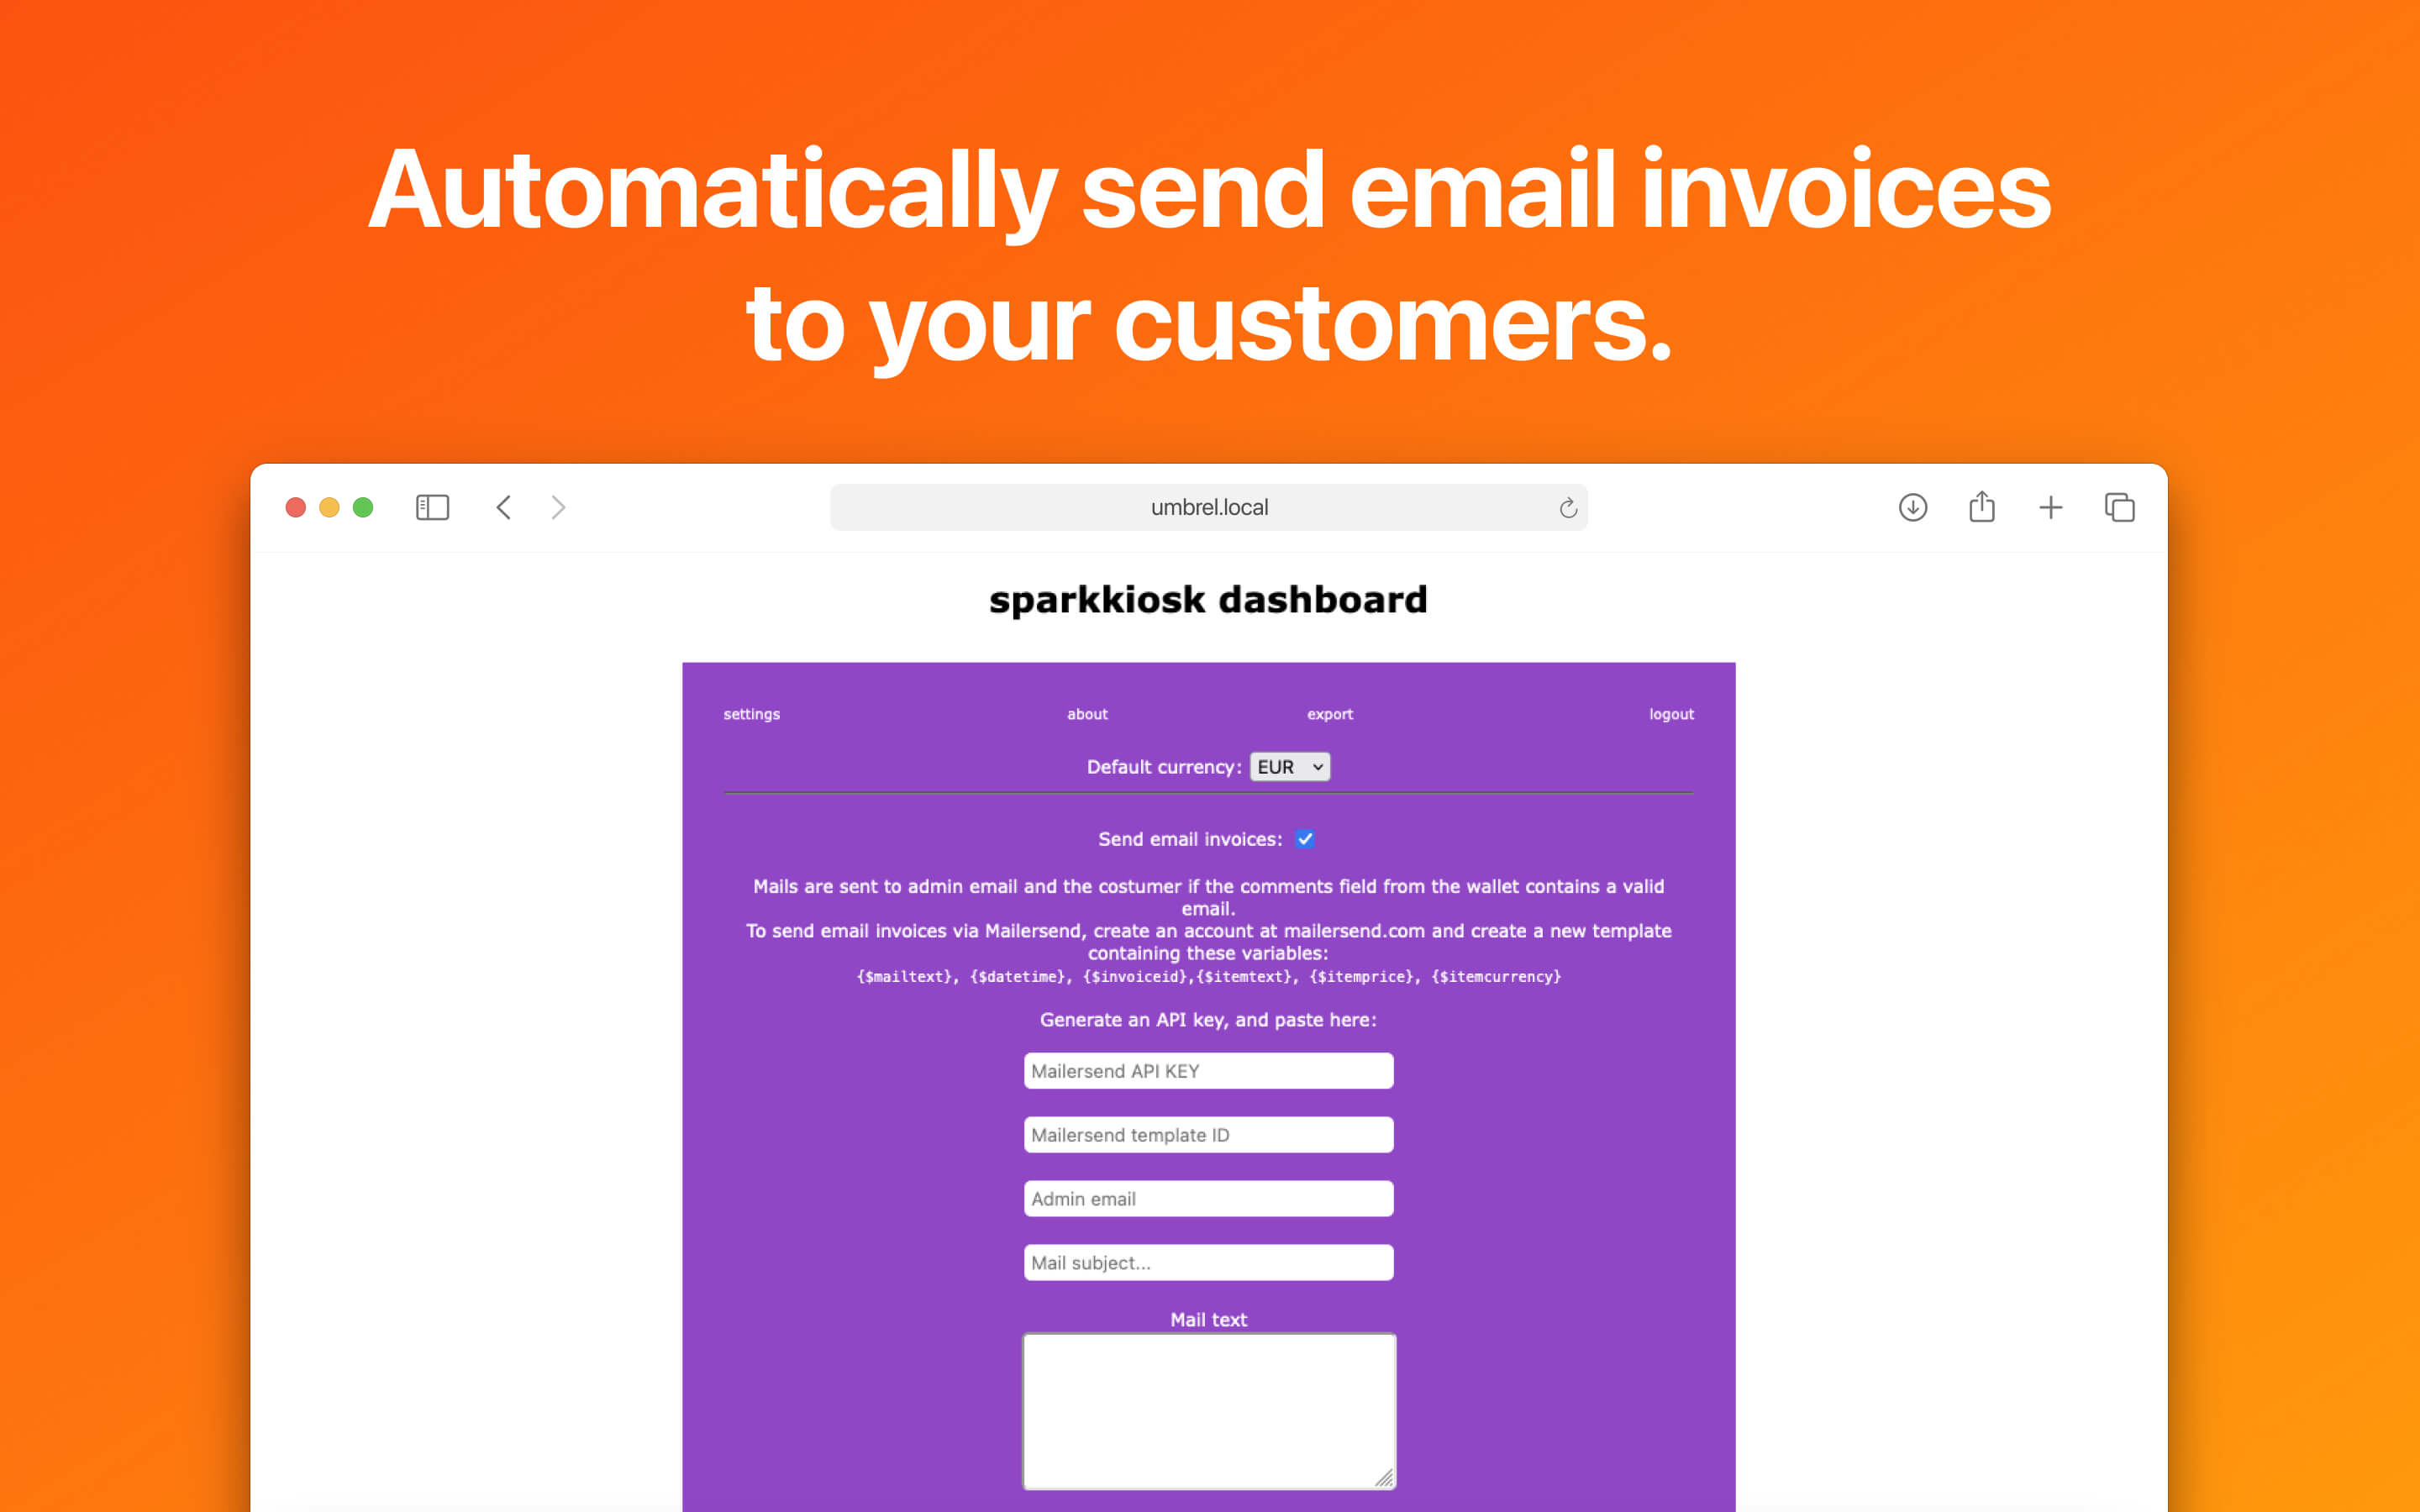 Automatically send email invoices
to your customers.
umbrel.local
sparkkiosk dashboard
settings about export logout
Default currency: EUR
Send email invoices:
Mails are sent to admin email and the costumer if the comments field from the wallet contains a valid
email.
To send email invoices via Mailersend, create an account at mailersend.com and create a new template
containing these variables:
{$mailtext}, {$datetime}, {$invoiceid},{$itemtext}, {$itemprice}, {$itemcurrency}
Generate an API key, and paste here:
Mailersend API KEY
Mailersend template ID
Admin email
Mail subject...
Mail text